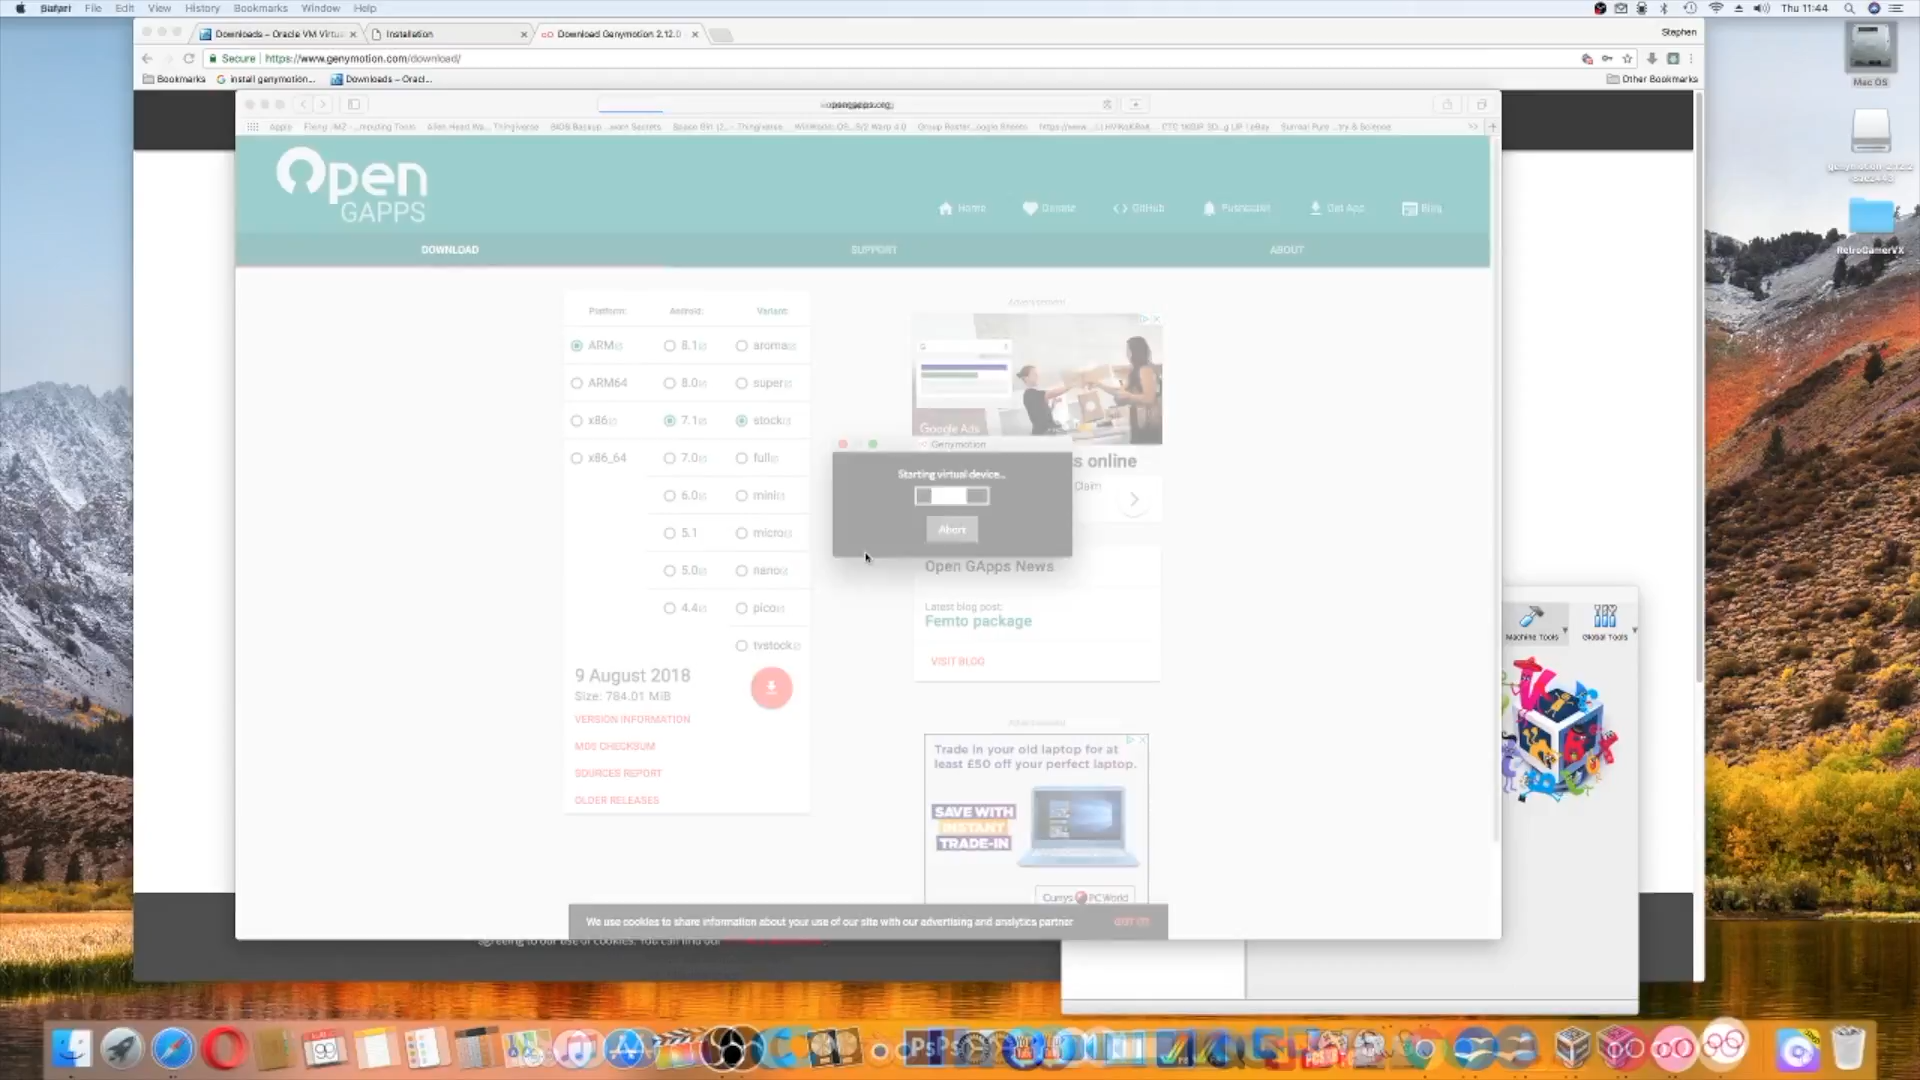 Safari File Edit View History Bookmarks Window Help
Thu 11:44
Downloads – Oracle VM Virtu
Installation
Download Genymotion 2.12.0
Stephen
Secure https://www.genymotion.com/download/
Bookmarks
install genymotion...
Downloads – Oracl...
Other Bookmarks
Mac OS
RetroGamerVX
opengapps.org
Apple
Open
GAPPS
Home
Donate
GitHub
Pushbullet
Get App
Blog
DOWNLOAD
SUPPORT
ABOUT
Platform: Android: Variant:
ARM 8.1 aroma
ARM64 8.0 super
x86 7.1 stock
x86_64 7.0 full
6.0 mini
5.1 micro
5.0 nano
4.4 pico
tvstock
9 August 2018
Size: 784.01 MiB
VERSION INFORMATION
MD5 CHECKSUM
SOURCES REPORT
OLDER RELEASES
Advertisement
Google Ads
s online
Claim
Genymotion
Starting virtual device...
Abort
Open GApps News
Latest blog post:
Femto package
VISIT BLOG
Trade in your old laptop for at
least £50 off your perfect laptop.
SAVE WITH
INSTANT
TRADE-IN
Currys PC World
We use cookies to share information about your use of our site with our advertising and analytics partner
GOT IT!
Machine Tools
Global Tools